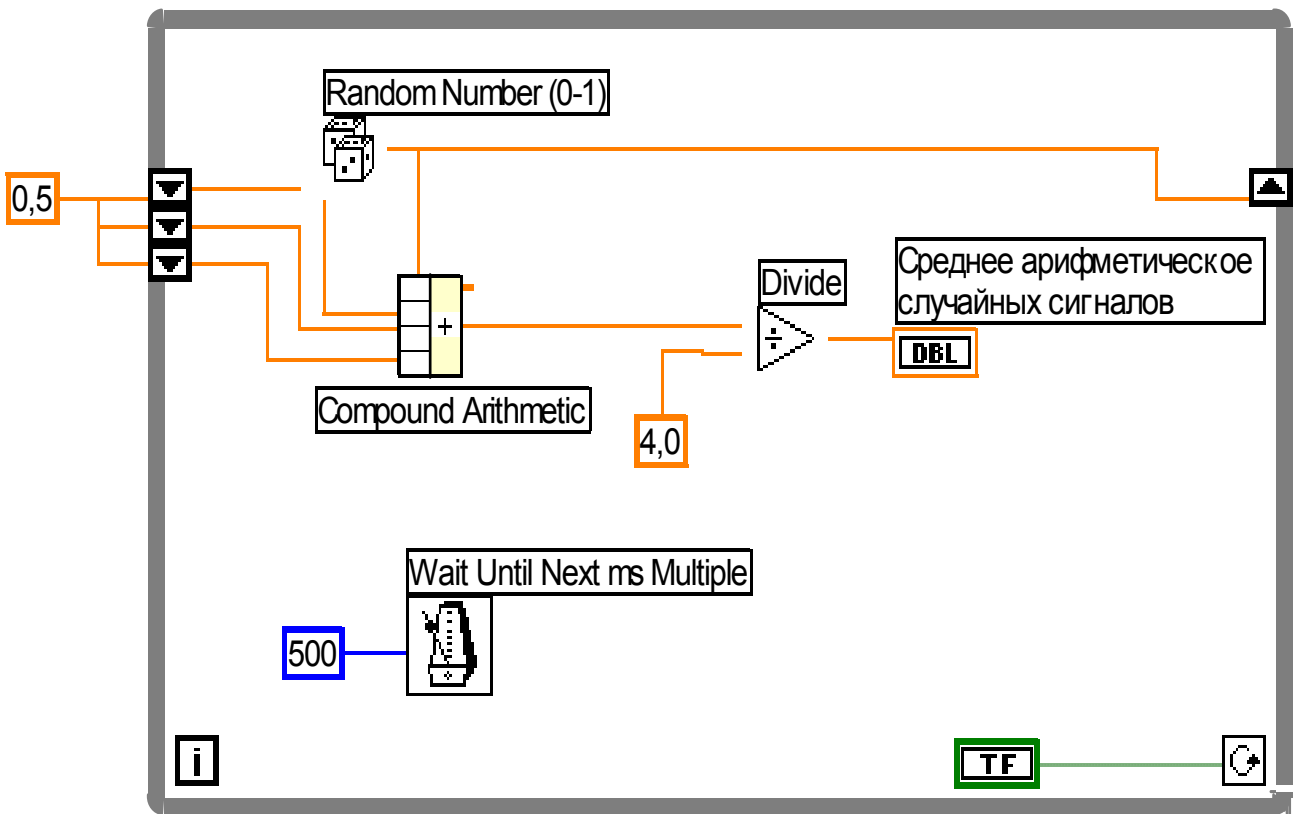 Random Number (0-1)
0,5
Среднее арифметическое
случайных сигналов
Divide
÷
+
DBL
Compound Arithmetic
4,0
Wait Until Next ms Multiple
500
i
TF